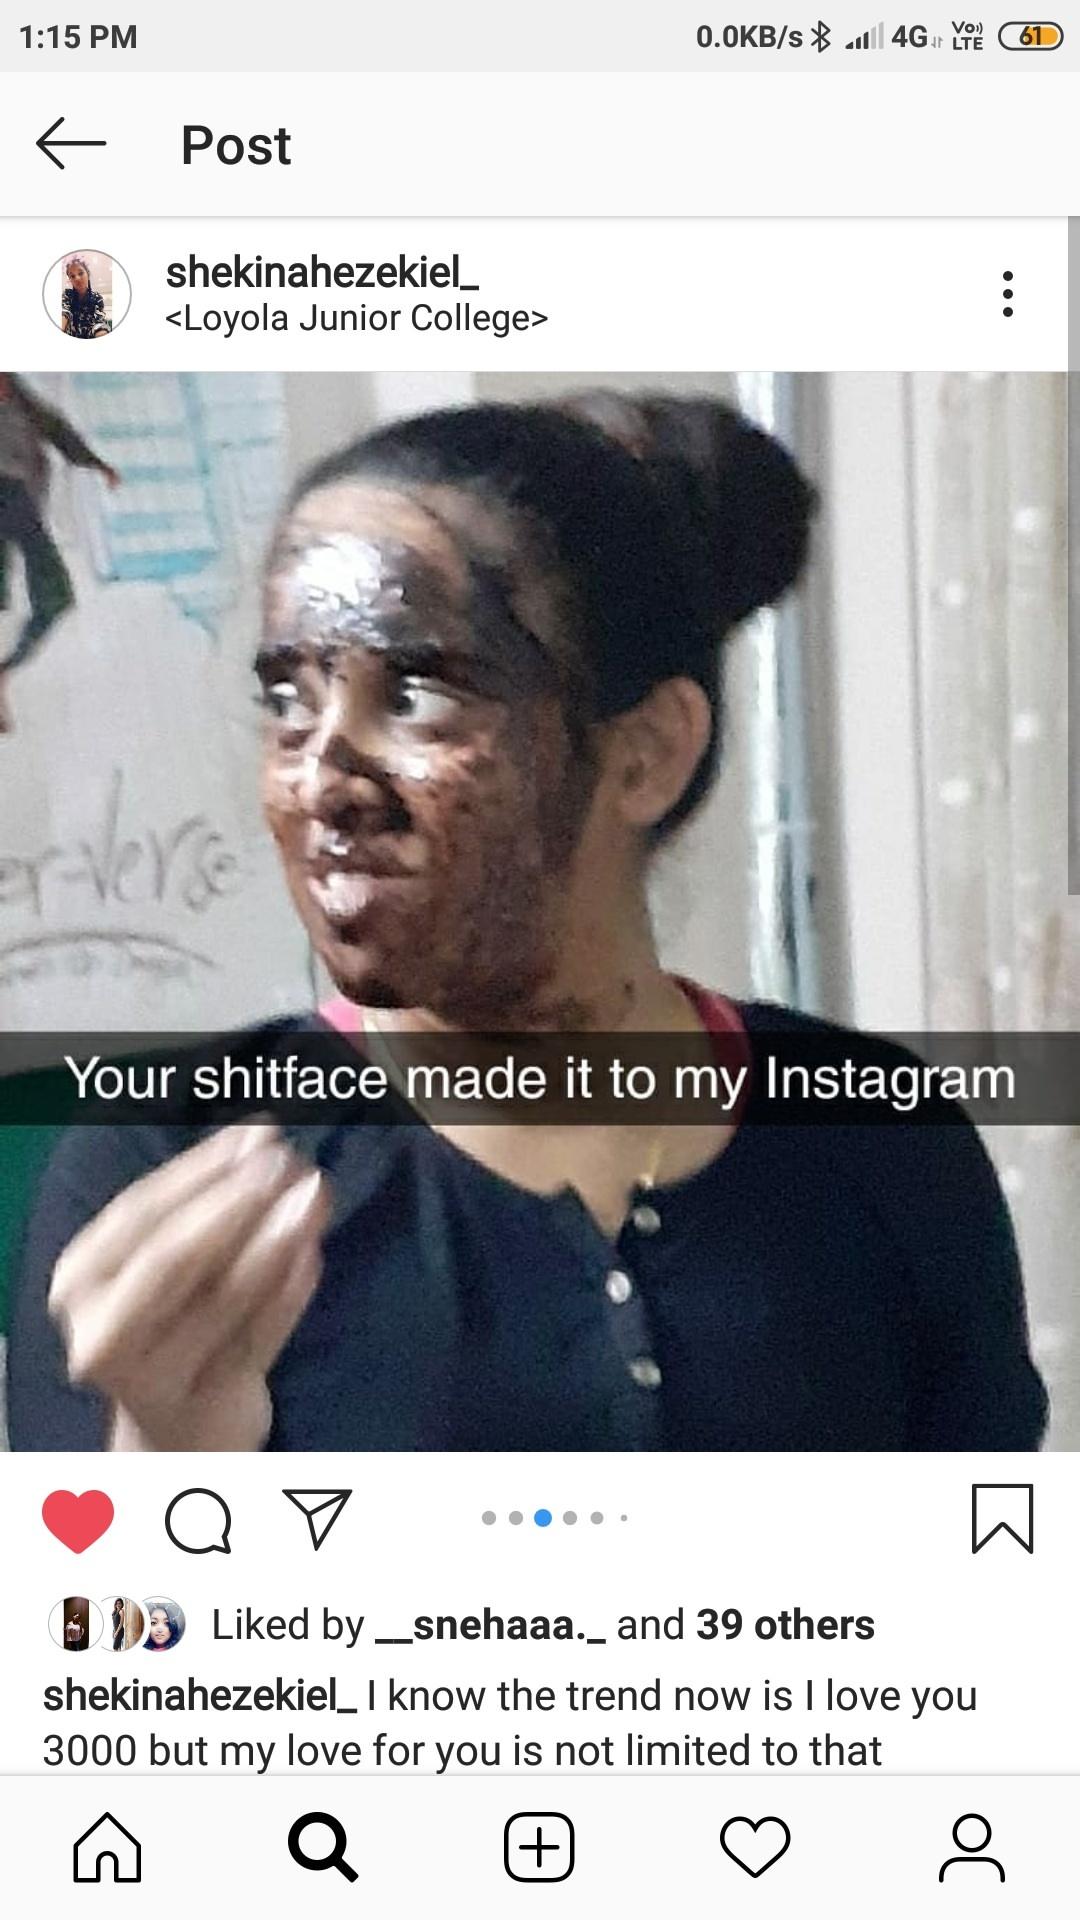 1:15 PM 0.0KB/s 4G Vo)) LTE 61
Post
shekinahezekiel_
<Loyola Junior College>
er-verse
Your shitface made it to my Instagram
Liked by __snehaaa._ and 39 others
shekinahezekiel_ I know the trend now is I love you
3000 but my love for you is not limited to that